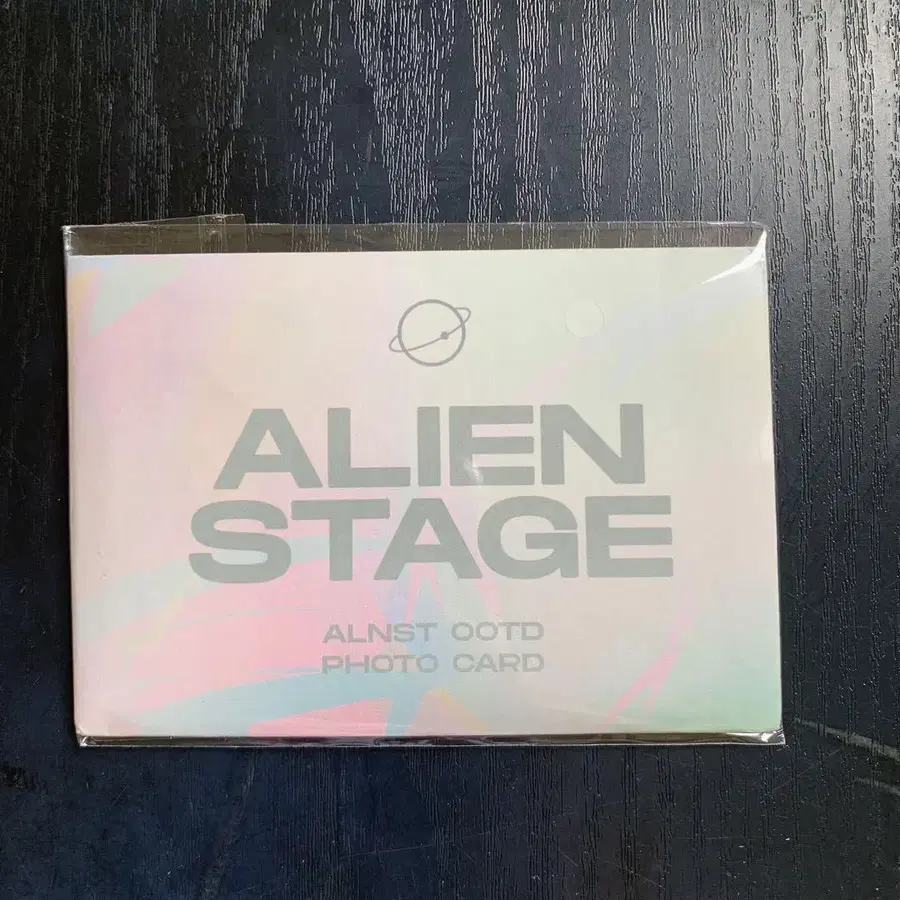 ALIEN
STAGE
ALNST OOTD
PHOTO CARD